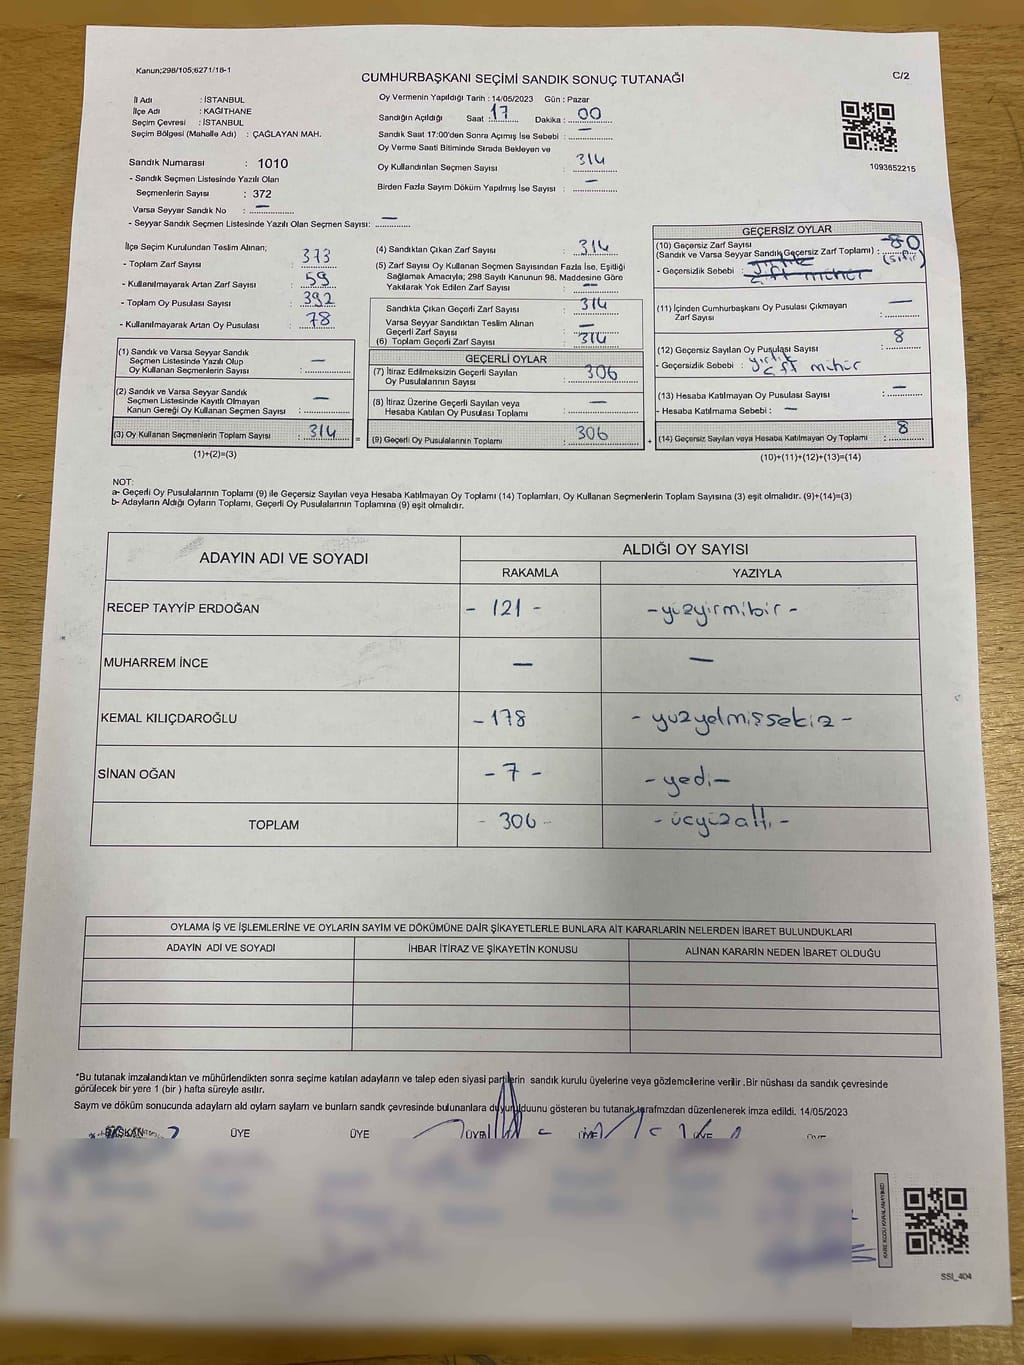 Kanun;298/105;6271/16-1
CUMHURBAŞKANI SEÇİMİ SANDIK SONUÇ TUTANAĞI
C/2
İl Adı : İSTANBUL
İlçe Adı : KAĞITHANE
Seçim Çevresi : İSTANBUL
Seçim Bölgesi (Mahalle Adı) : ÇAĞLAYAN MAH.
Sandık Numarası : 1010
- Sandık Seçmen Listesinde Yazılı Olan
Seçmenlerin Sayısı : 372
Varsa Seyyar Sandık No : —
- Seyyar Sandık Seçmen Listesinde Yazılı Olan Seçmen Sayısı: —
Oy Vermenin Yapıldığı Tarih : 14/05/2023 Gün : Pazar
Sandığın Açıldığı Saat : 17 Dakika : 00
Sandık Saat 17:00'den Sonra Açımış İse Sebebi : —
Oy Verme Saati Bitiminde Sırada Bekleyen ve
Oy Kullandırılan Seçmen Sayısı : 314
Birden Fazla Sayım Döküm Yapılmış İse Sayısı : —
1093652215
İlçe Seçim Kurulundan Teslim Alınan;
- Toplam Zarf Sayısı : 373
- Kullanılmayarak Artan Zarf Sayısı : 59
- Toplam Oy Pusulası Sayısı : 392
- Kullanılmayarak Artan Oy Pusulası : 78
(1) Sandık ve Varsa Seyyar Sandık
Seçmen Listesinde Yazılı Olup
Oy Kullanan Seçmenlerin Sayısı : —
(2) Sandık ve Varsa Seyyar Sandık
Seçmen Listesinde Kayıtlı Olmayan
Kanun Gereği Oy Kullanan Seçmen Sayısı : —
(3) Oy Kullanan Seçmenlerin Toplam Sayısı : 314
(1)+(2)=(3)
=
(4) Sandıktan Çıkan Zarf Sayısı : 314
(5) Zarf Sayısı Oy Kullanan Seçmen Sayısından Fazla İse, Eşitliği
Sağlamak Amacıyla; 298 Sayılı Kanunun 98. Maddesine Göre
Yakılarak Yok Edilen Zarf Sayısı : —
Sandıkta Çıkan Geçerli Zarf Sayısı : 314
Varsa Seyyar Sandıktan Teslim Alınan
Geçerli Zarf Sayısı : —
(6) Toplam Geçerli Zarf Sayısı : 314
GEÇERLİ OYLAR
(7) İtiraz Edilmeksizin Geçerli Sayılan
Oy Pusulalarının Sayısı : 306
(8) İtiraz Üzerine Geçerli Sayılan veya
Hesaba Katılan Oy Pusulası Toplamı : —
(9) Geçerli Oy Pusulalarının Toplamı : 306
+
GEÇERSİZ OYLAR
(10) Geçersiz Zarf Sayısı
(Sandık ve Varsa Seyyar Sandık Geçersiz Zarf Toplamı) : 0 (sıfır)
- Geçersizlik Sebebi : yırtık
çift mühür
(11) İçinden Cumhurbaşkanı Oy Pusulası Çıkmayan
Zarf Sayısı : —
(12) Geçersiz Sayılan Oy Pusulası Sayısı : 8
- Geçersizlik Sebebi : yırtık
çift mühür
(13) Hesaba Katılmayan Oy Pusulası Sayısı : —
- Hesaba Katılmama Sebebi : —
(14) Geçersiz Sayılan veya Hesaba Katılmayan Oy Toplamı : 8
(10)+(11)+(12)+(13)=(14)
NOT:
a- Geçerli Oy Pusulalarının Toplamı (9) ile Geçersiz Sayılan veya Hesaba Katılmayan Oy Toplamı (14) Toplamları, Oy Kullanan Seçmenlerin Toplam Sayısına (3) eşit olmalıdır. (9)+(14)=(3)
b- Adayların Aldığı Oyların Toplamı, Geçerli Oy Pusulalarının Toplamına (9) eşit olmalıdır.
ADAYIN ADI VE SOYADI
ALDIĞI OY SAYISI
RAKAMLA YAZIYLA
RECEP TAYYİP ERDOĞAN - 121 - -yüzyirmibir-
MUHARREM İNCE — —
KEMAL KILIÇDAROĞLU -178 - yüzyetmişsekiz -
SİNAN OĞAN - 7 - -yedi-
TOPLAM - 306 - - üçyüzaltı -
OYLAMA İŞ VE İŞLEMLERİNE VE OYLARIN SAYIM VE DÖKÜMÜNE DAİR ŞİKAYETLERLE BUNLARA AİT KARARLARIN NELERDEN İBARET BULUNDUKLARI
ADAYIN ADI VE SOYADI İHBAR İTİRAZ VE ŞİKAYETİN KONUSU ALINAN KARARIN NEDEN İBARET OLDUĞU
*Bu tutanak imzalandıktan ve mühürlendikten sonra seçime katılan adayların ve talep eden siyasi partilerin sandık kurulu üyelerine veya gözlemcilerine verilir .Bir nüshası da sandık çevresinde
görülecek bir yere 1 (bir ) hafta süreyle asılır.
Sayım ve döküm sonucunda adayların ald oyların sayları ve bunların sandk çevresinde bulunanlara duyurulduunu gösteren bu tutanak tarafmzdan düzenlenerek imza edildi. 14/05/2023
BAŞKAN ÜYE ÜYE ÜYE ÜYE ÜYE ÜYE
SSI_404